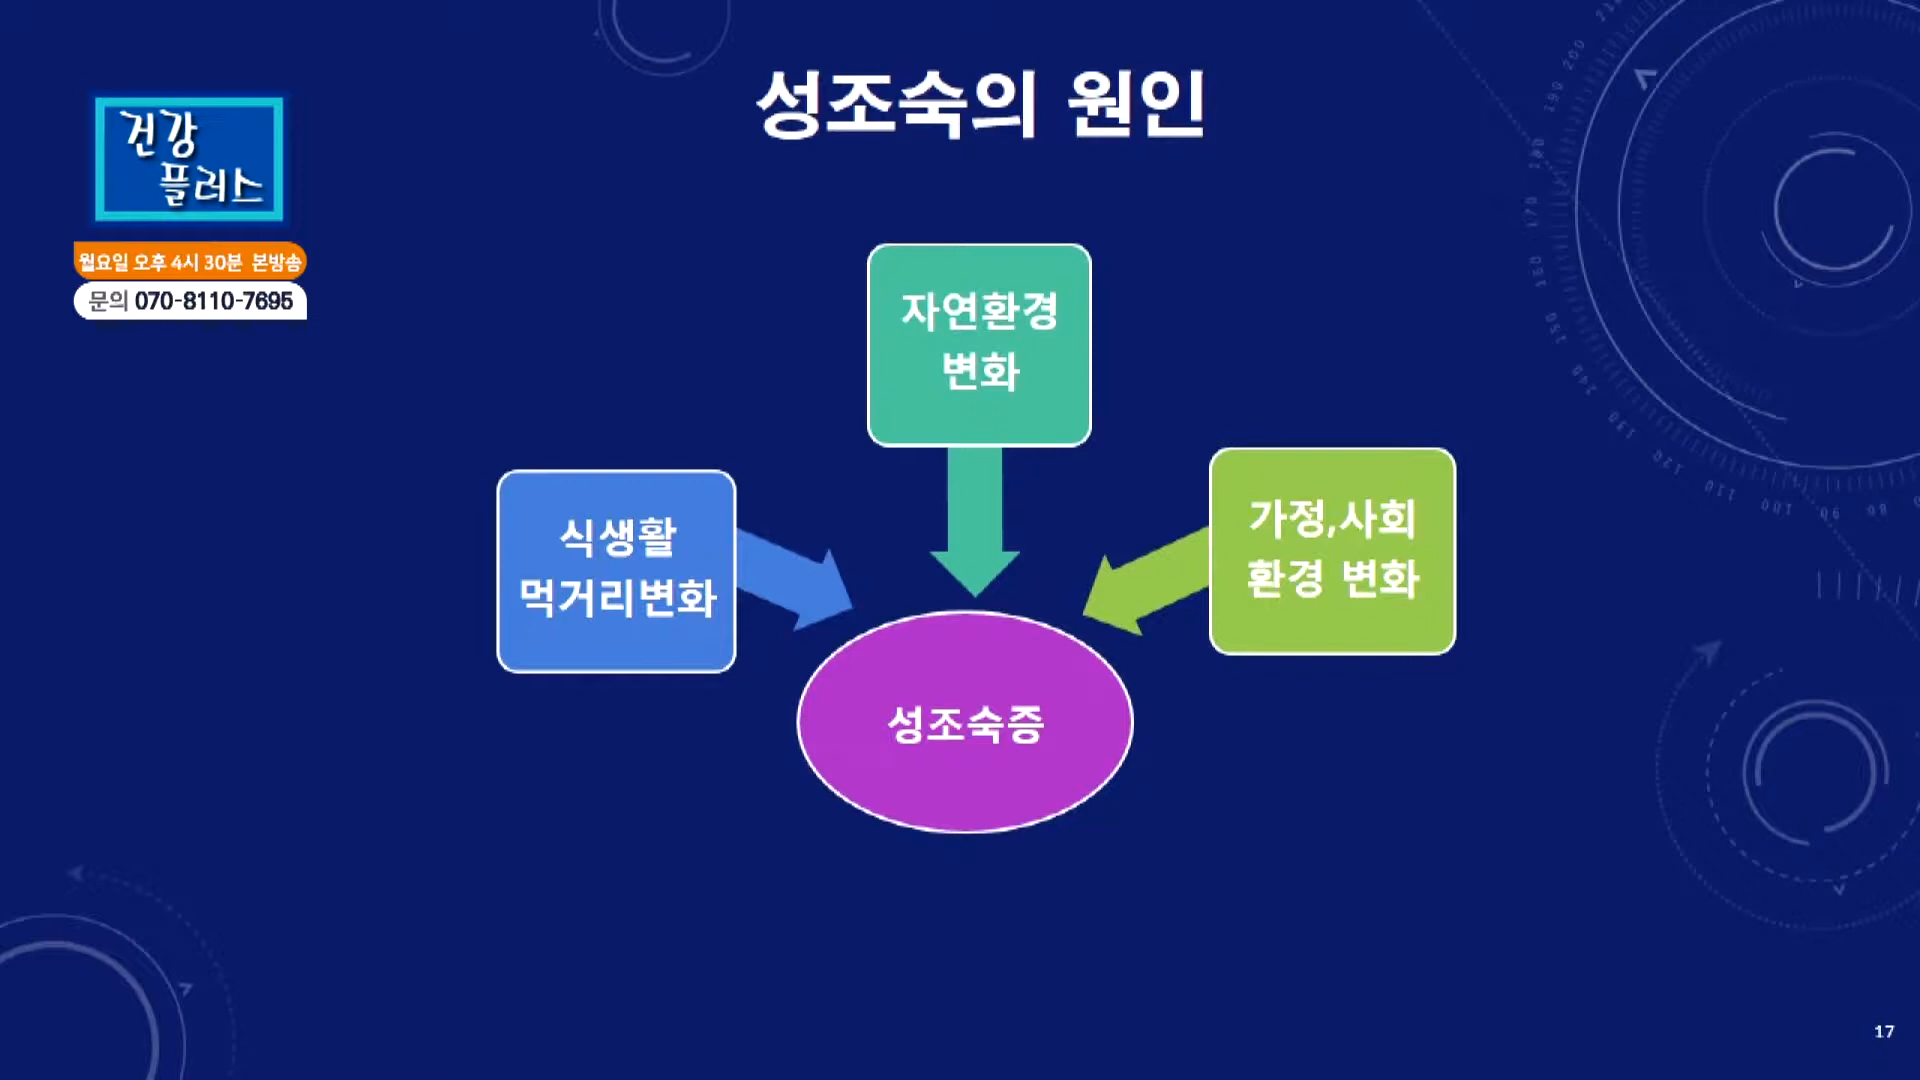 성조숙의 원인
건강
플러스
월요일 오후 4시 30분 본방송
문의 070-8110-7695
자연환경
변화
식생활
먹거리변화
가정,사회
환경 변화
성조숙증
17